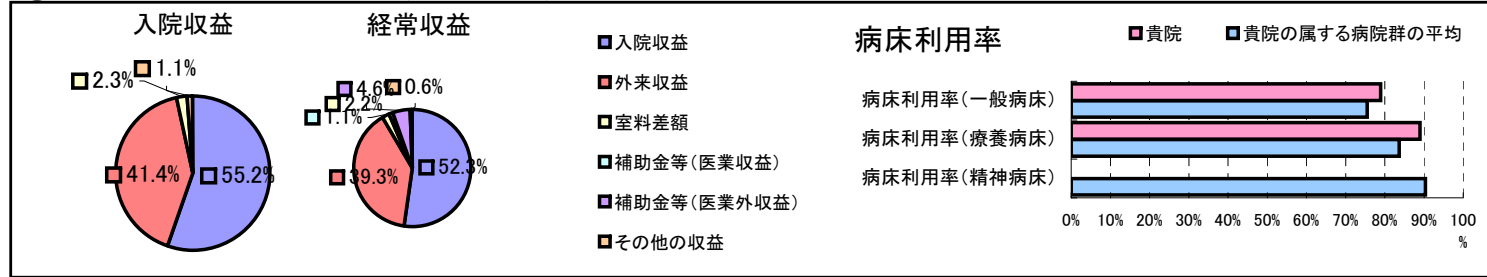 入院収益
1.1%
2.3%
41.4%
55.2%
経常収益
4.6%
0.6%
2.2%
1.1%
39.3%
52.3%
入院収益
外来収益
室料差額
補助金等(医業収益)
補助金等(医業外収益)
その他の収益
病床利用率
貴院
貴院の属する病院群の平均
病床利用率(一般病床)
病床利用率(療養病床)
病床利用率(精神病床)
0% 10% 20% 30% 40% 50% 60% 70% 80% 90% 100
%